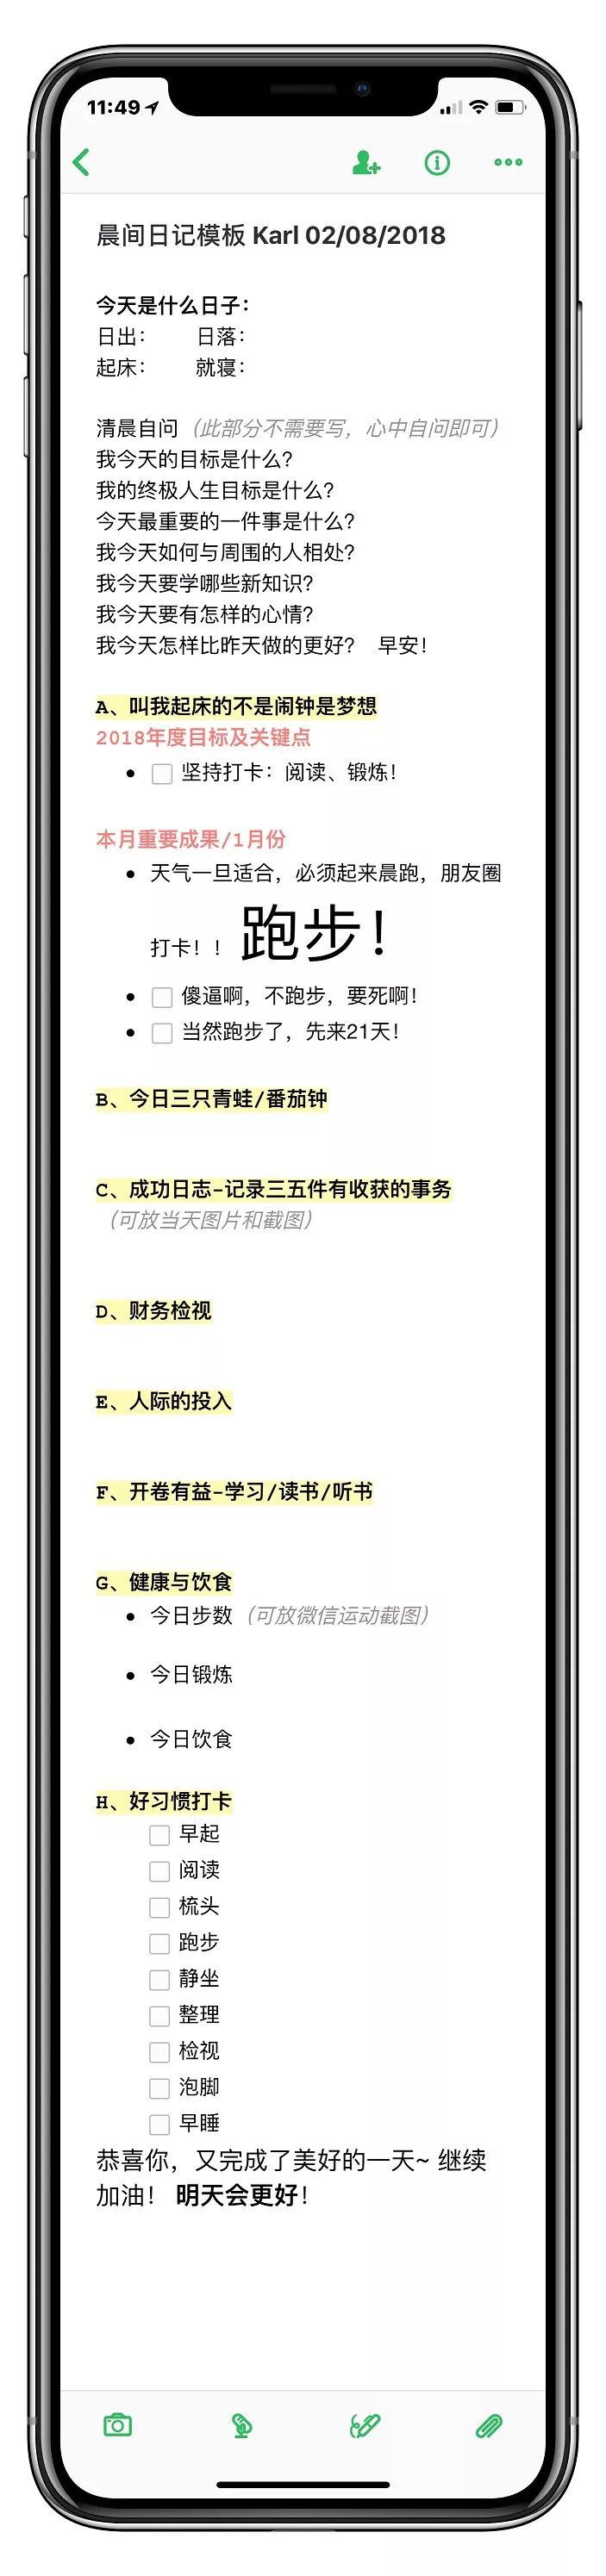 11:49
晨间日记模板 Karl 02/08/2018
今天是什么日子：
日出： 日落：
起床： 就寝：
清晨自问（此部分不需要写，心中自问即可）
我今天的目标是什么？
我的终极人生目标是什么？
今天最重要的一件事是什么？
我今天如何与周围的人相处？
我今天要学哪些新知识？
我今天要有怎样的心情？
我今天怎样比昨天做的更好？ 早安！
A、叫我起床的不是闹钟是梦想
2018年度目标及关键点
坚持打卡：阅读、锻炼！
本月重要成果/1月份
天气一旦适合，必须起来晨跑，朋友圈
打卡！！跑步！
傻逼啊，不跑步，要死啊！
当然跑步了，先来21天！
B、今日三只青蛙/番茄钟
C、成功日志-记录三五件有收获的事务
（可放当天图片和截图）
D、财务检视
E、人际的投入
F、开卷有益-学习/读书/听书
G、健康与饮食
今日步数（可放微信运动截图）
今日锻炼
今日饮食
H、好习惯打卡
早起
阅读
梳头
跑步
静坐
整理
检视
泡脚
早睡
恭喜你，又完成了美好的一天~ 继续
加油！ 明天会更好！